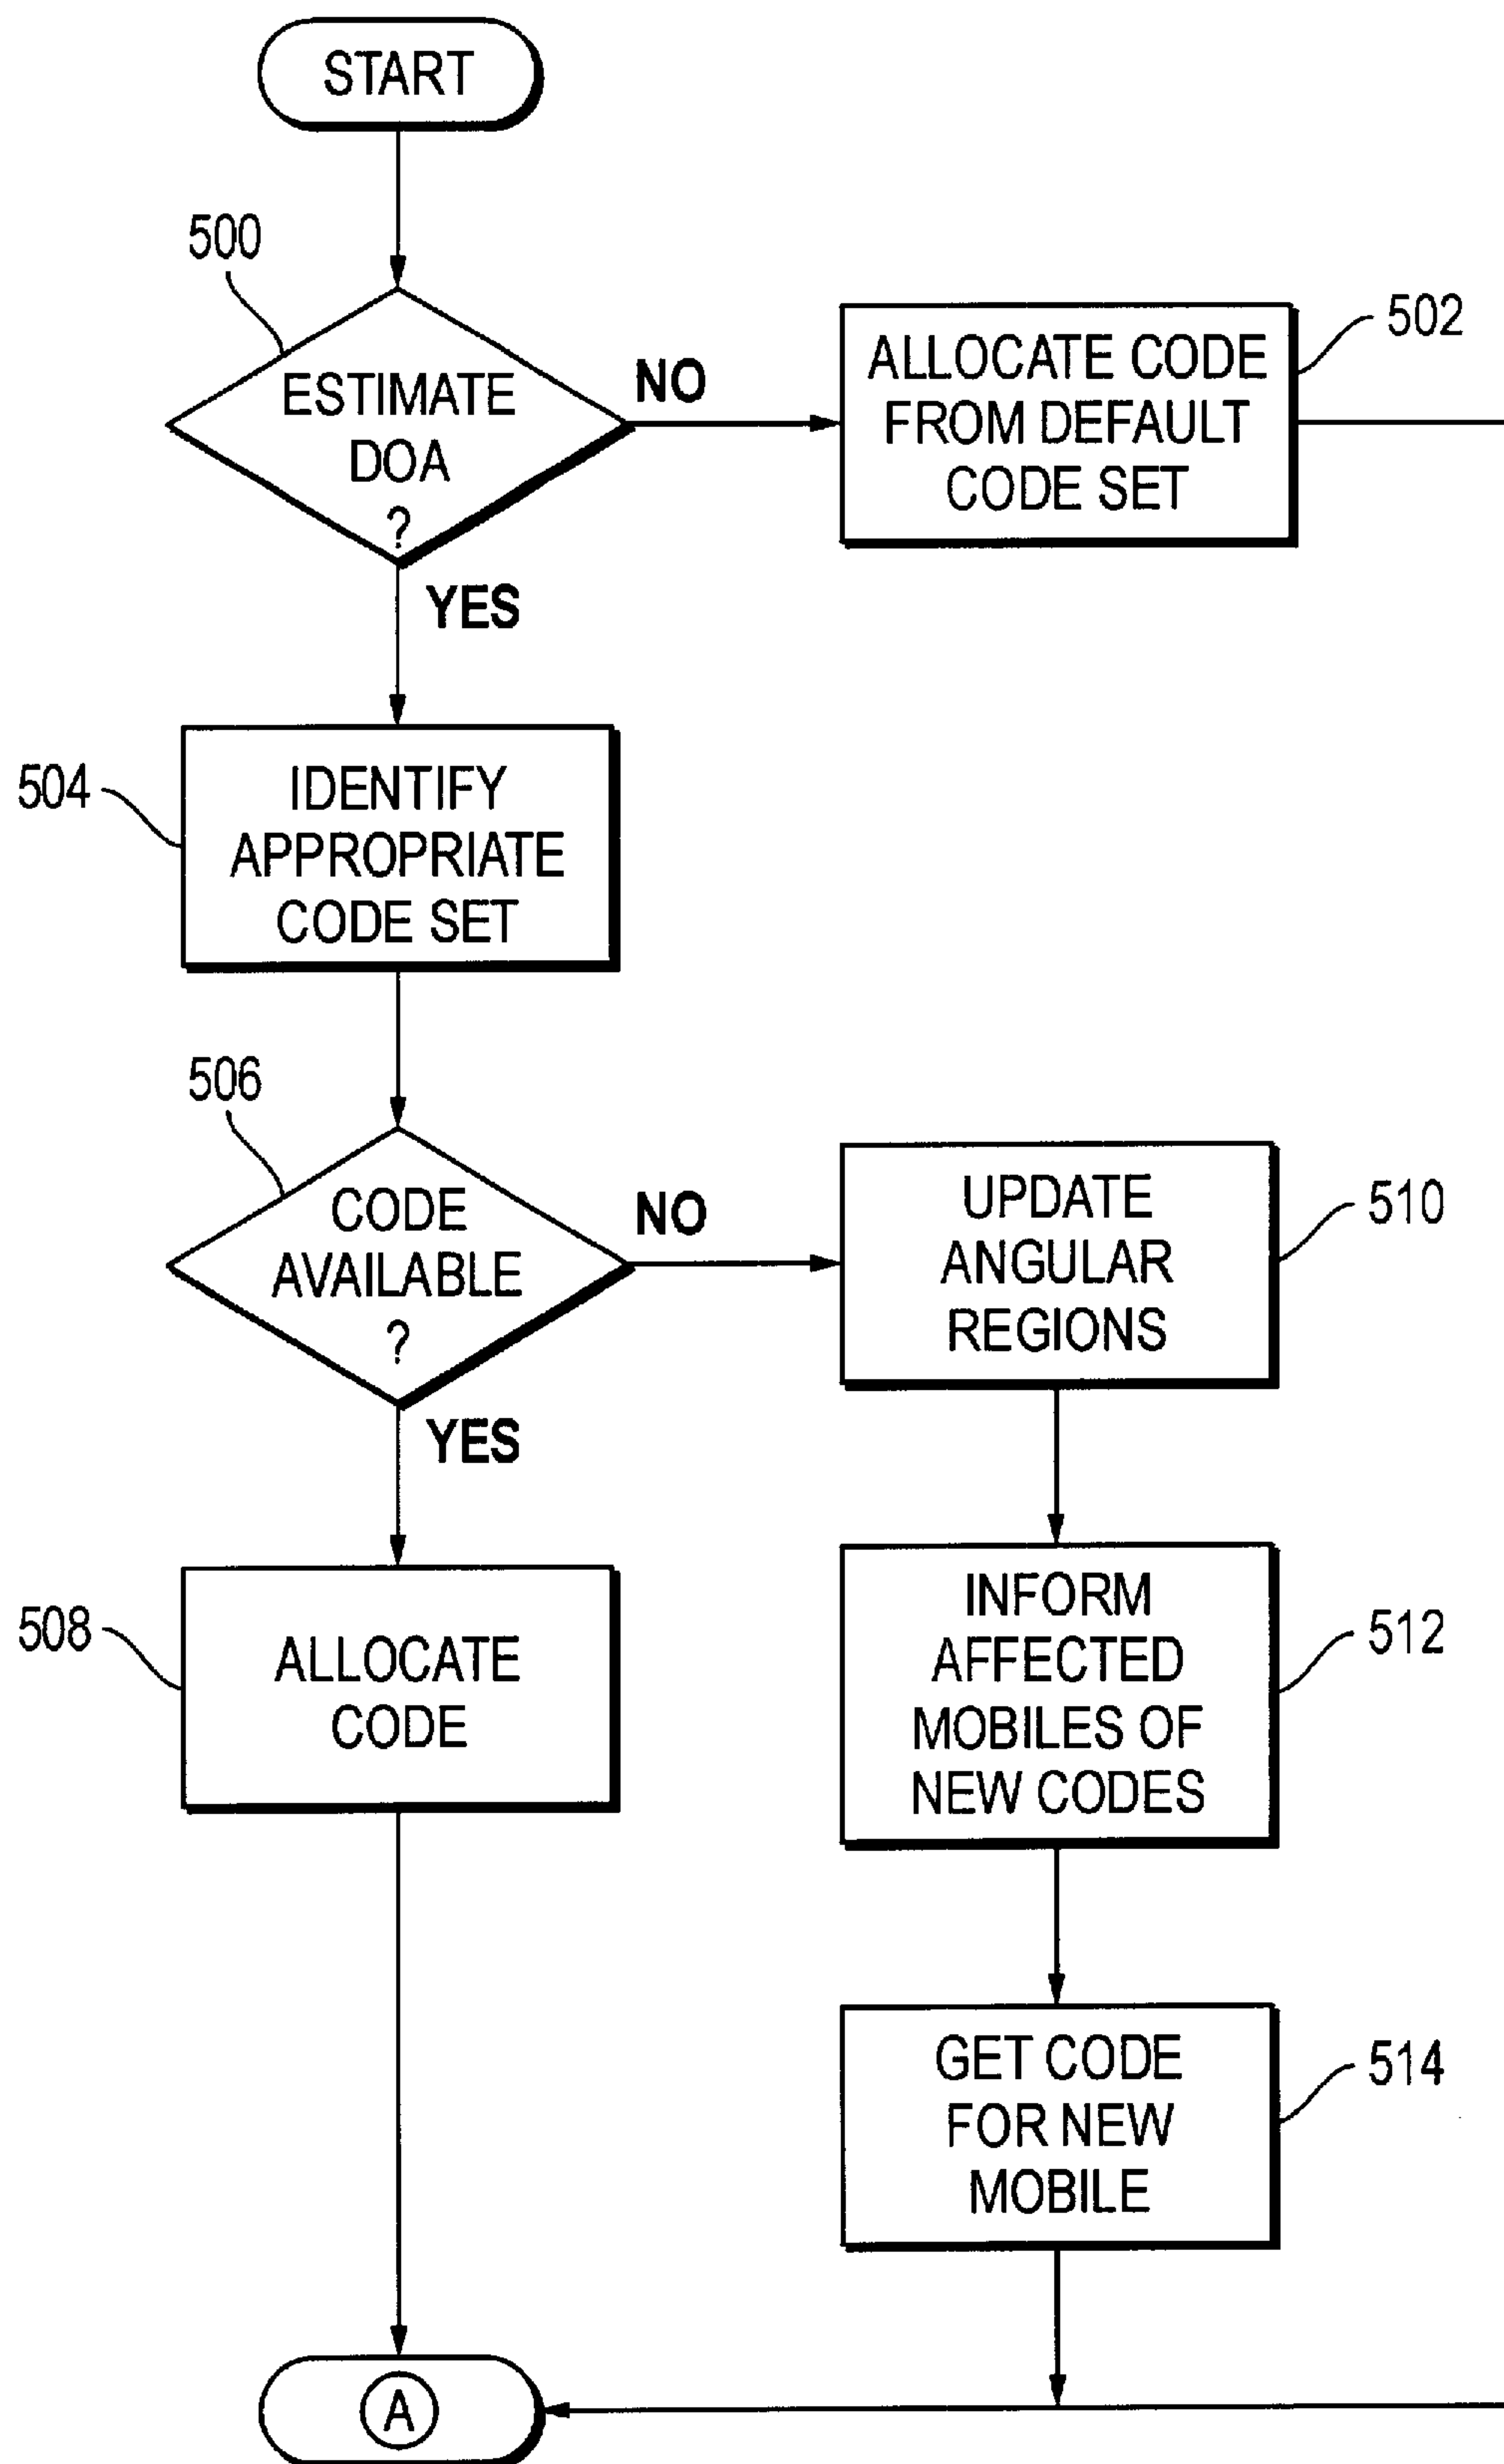 START
500
ESTIMATE
DOA
?
NO
YES
502
ALLOCATE CODE
FROM DEFAULT
CODE SET
504
IDENTIFY
APPROPRIATE
CODE SET
506
CODE
AVAILABLE
?
NO
YES
510
UPDATE
ANGULAR
REGIONS
508
ALLOCATE
CODE
512
INFORM
AFFECTED
MOBILES OF
NEW CODES
514
GET CODE
FOR NEW
MOBILE
A